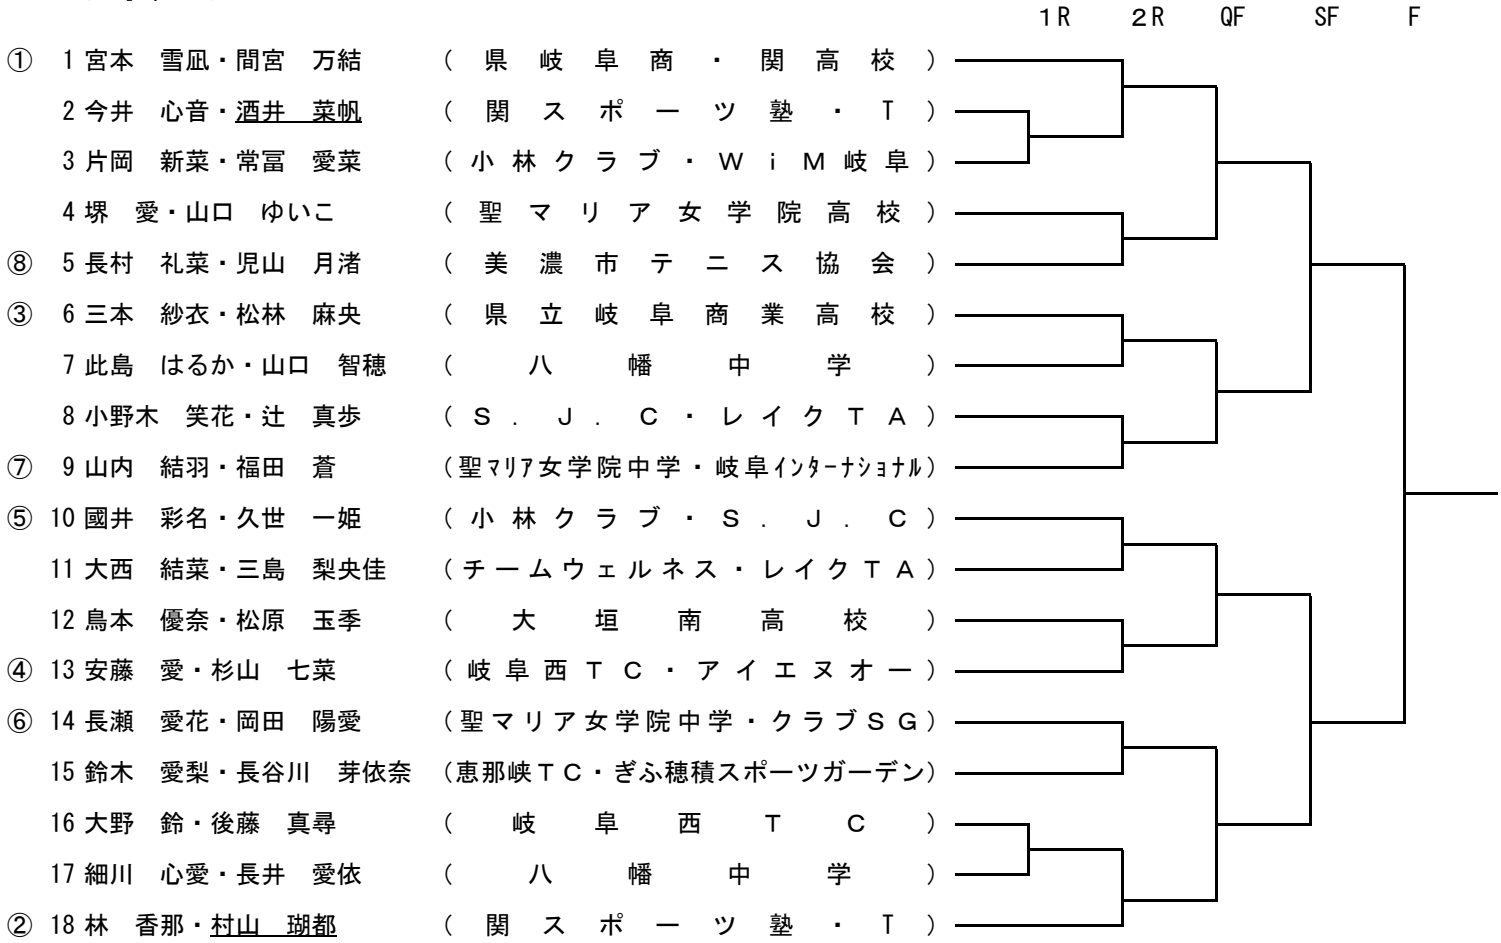 １R　２R　QF　SF　F
① 1 宮本　雪凪・間宮　万結 (県岐阜商・関高校)
2 今井　心音・酒井　菜帆 (関スポーツ塾・T)
3 片岡　新菜・常冨　愛菜 (小林クラブ・WiM岐阜)
4 堺　愛・山口　ゆいこ (聖マリア女学院高校)
⑧ 5 長村　礼菜・児山　月渚 (美濃市テニス協会)
③ 6 三本　紗衣・松林　麻央 (県立岐阜商業高校)
7 此島　はるか・山口　智穂 (八幡中学)
8 小野木　笑花・辻　真歩 (S.J.C・レイクTA)
⑦ 9 山内　結羽・福田　蒼 (聖ﾏﾘｱ女学院中学・岐阜ｲﾝﾀｰﾅｼｮﾅﾙ)
⑤ 10 國井　彩名・久世　一姫 (小林クラブ・S.J.C)
11 大西　結菜・三島　梨央佳 (チームウェルネス・レイクTA)
12 鳥本　優奈・松原　玉季 (大垣南高校)
④ 13 安藤　愛・杉山　七菜 (岐阜西TC・アイエヌオー)
⑥ 14 長瀬　愛花・岡田　陽愛 (聖マリア女学院中学・クラブSG)
15 鈴木　愛梨・長谷川　芽依奈 (恵那峡TC・ぎふ穂積スポーツガーデン)
16 大野　鈴・後藤　真尋 (岐阜西TC)
17 細川　心愛・長井　愛依 (八幡中学)
② 18 林　香那・村山　瑚都 (関スポーツ塾・T)